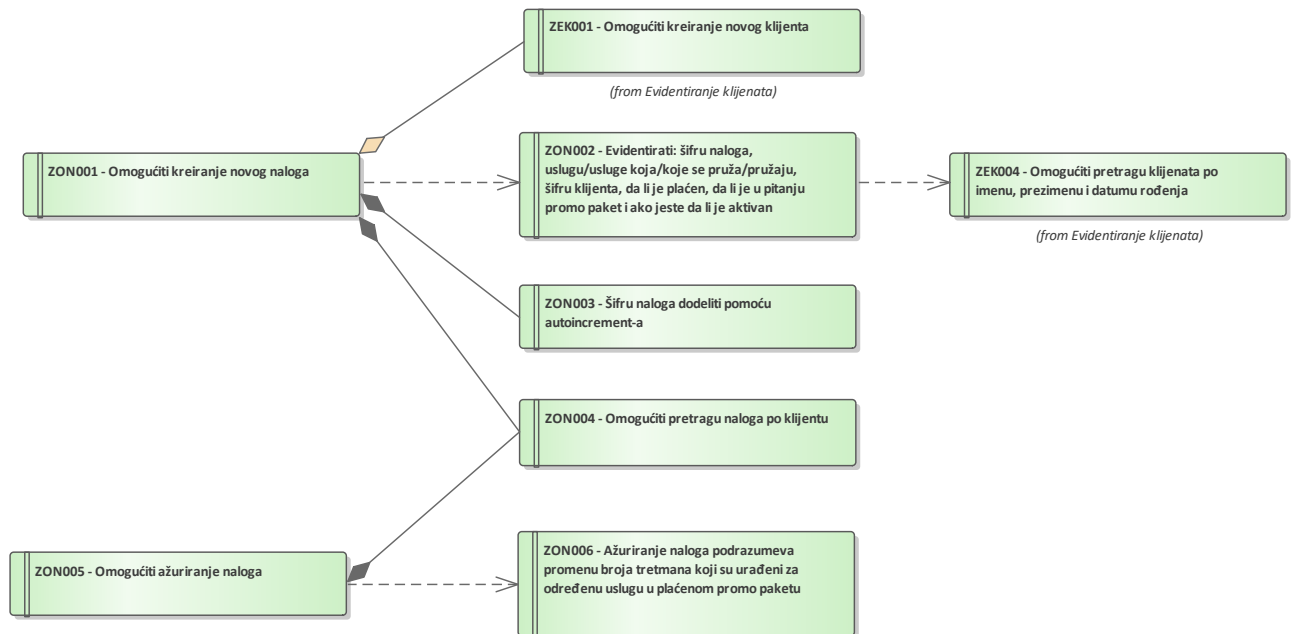 ZEK001 - Omogućiti kreiranje novog klijenta
(from Evidentiranje klijenata)
ZON001 - Omogućiti kreiranje novog naloga
ZON002 - Evidentirati: šifru naloga,
uslugu/usluge koja/koje se pruža/pružaju,
šifru klijenta, da li je plaćen, da li je u pitanju
promo paket i ako jeste da li je aktivan
ZEK004 - Omogućiti pretragu klijenata po
imenu, prezimenu i datumu rođenja
(from Evidentiranje klijenata)
ZON003 - Šifru naloga dodeliti pomoću
autoincrement-a
ZON004 - Omogućiti pretragu naloga po klijentu
ZON005 - Omogućiti ažuriranje naloga
ZON006 - Ažuriranje naloga podrazumeva
promenu broja tretmana koji su urađeni za
određenu uslugu u plaćenom promo paketu